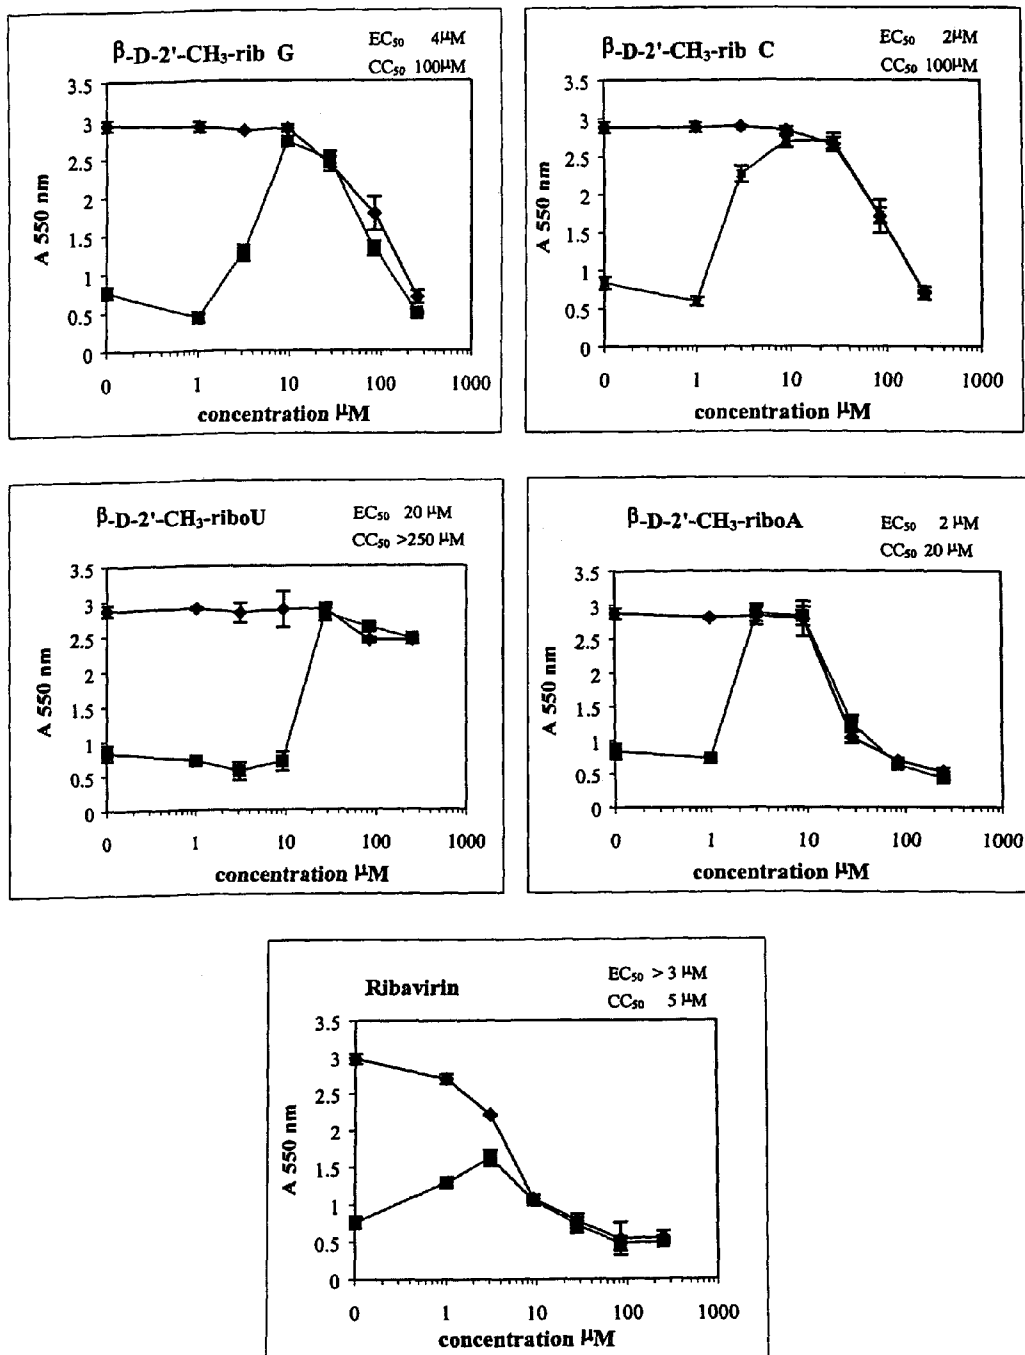 β-D-2'-CH₃-rib G
EC₅₀ 4μM
CC₅₀ 100μM
3.5
3
2.5
2
1.5
1
0.5
0
A 550 nm
0 1 10 100 1000
concentration μM
β-D-2'-CH₃-rib C
EC₅₀ 2μM
CC₅₀ 100μM
3.5
3
2.5
2
1.5
1
0.5
0
A 550 nm
0 1 10 100 1000
concentration μM
β-D-2'-CH₃-riboU
EC₅₀ 20 μM
CC₅₀ >250 μM
3.5
3
2.5
2
1.5
1
0.5
0
A 550 nm
0 1 10 100 1000
concentration μM
β-D-2'-CH₃-riboA
EC₅₀ 2 μM
CC₅₀ 20 μM
3.5
3
2.5
2
1.5
1
0.5
0
A 550 nm
0 1 10 100 1000
concentration μM
Ribavirin
EC₅₀ > 3 μM
CC₅₀ 5 μM
3.5
3
2.5
2
1.5
1
0.5
0
A 550 nm
0 1 10 100 1000
concentration μM